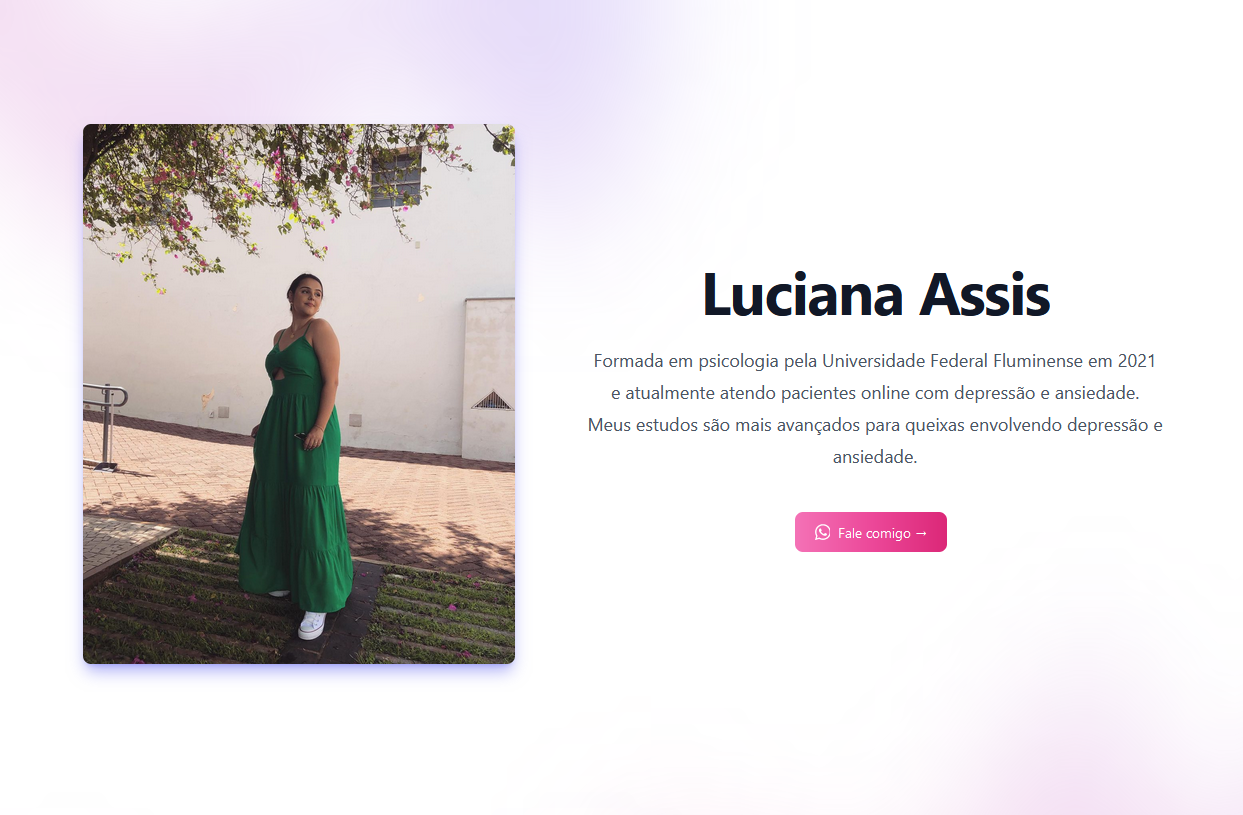 Luciana Assis
Formada em psicologia pela Universidade Federal Fluminense em 2021
e atualmente atendo pacientes online com depressão e ansiedade.
Meus estudos são mais avançados para queixas envolvendo depressão e
ansiedade.
Fale comigo →